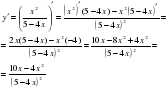 y' = (x² / (5-4x))' = ((x²)'(5-4x) - x²(5-4x)') / (5-4x)² =
= (2x(5-4x) - x²(-4)) / (5-4x)² = (10x - 8x² + 4x²) / (5-4x)² =
= (10x - 4x²) / (5-4x)²